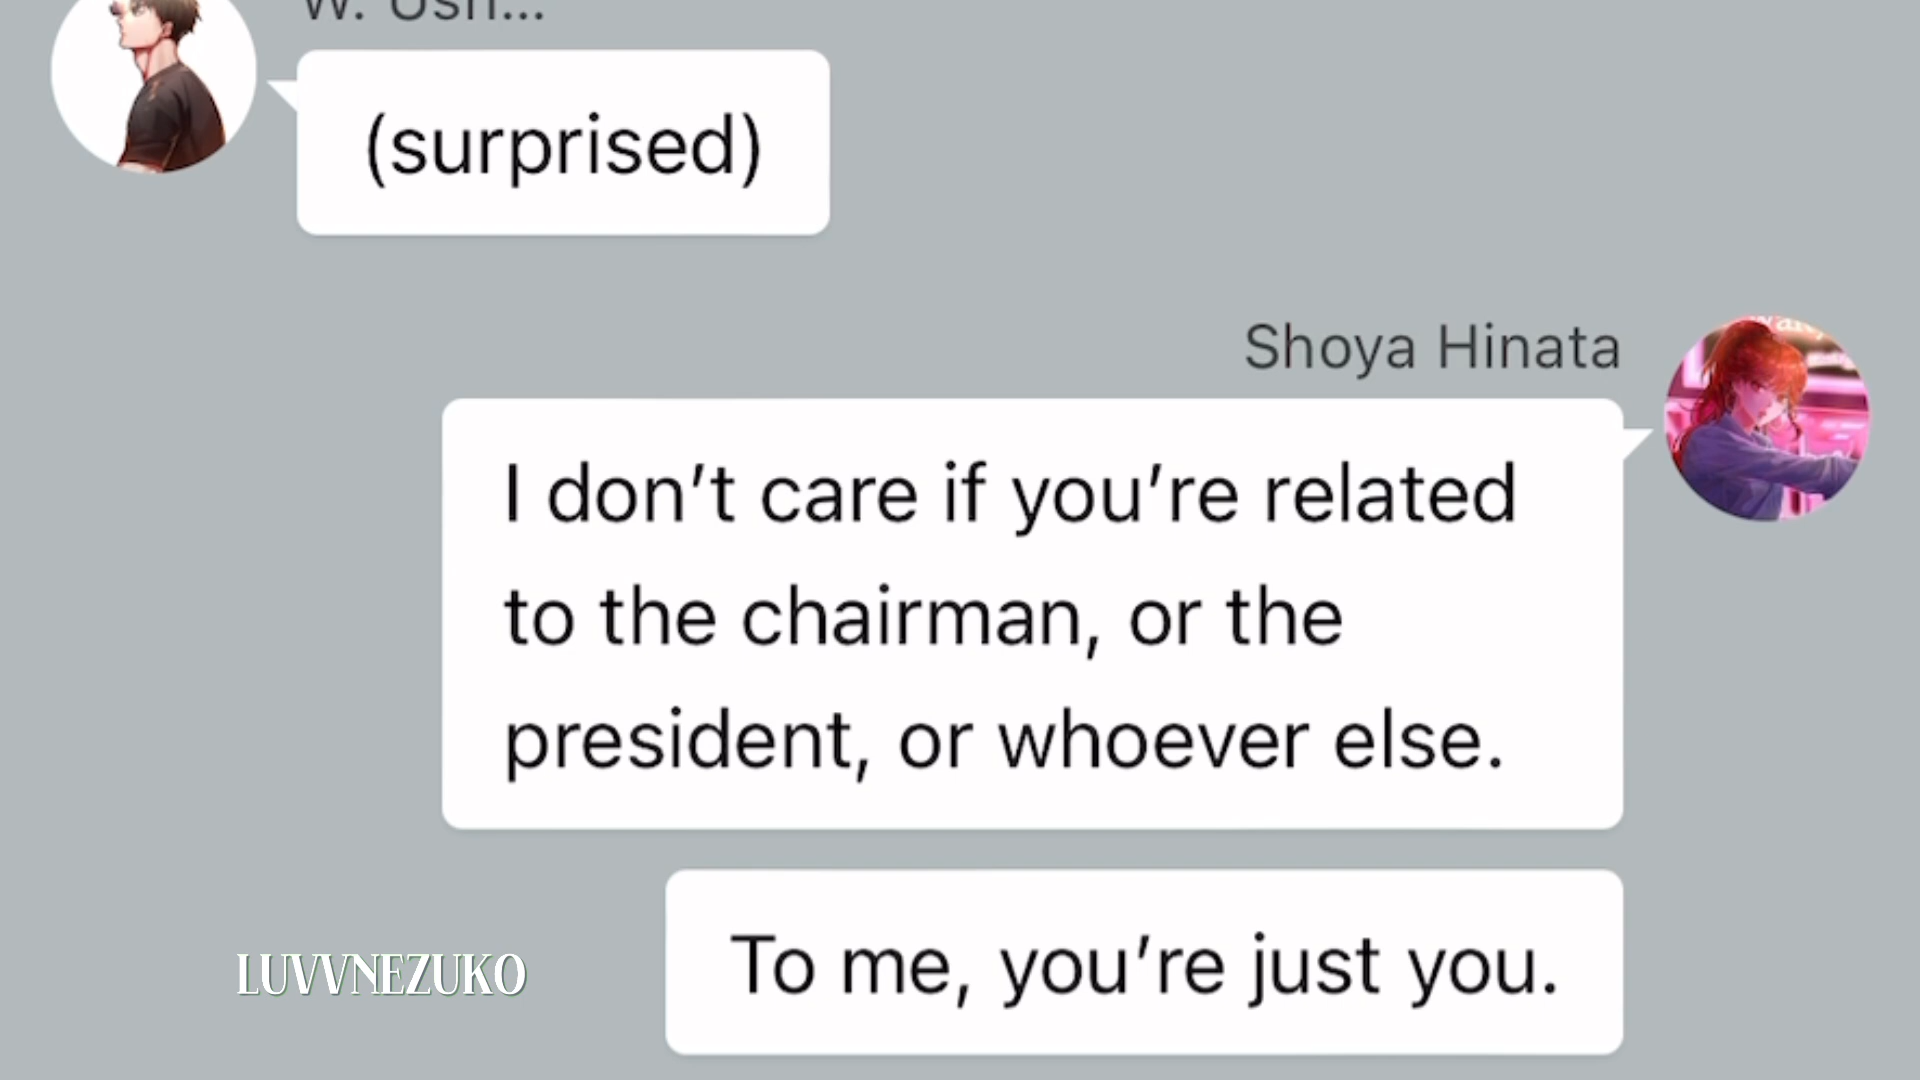 W. Ush...
(surprised)
Shoya Hinata
I don’t care if you’re related
to the chairman, or the
president, or whoever else.
LUVVNEZUKO
To me, you’re just you.